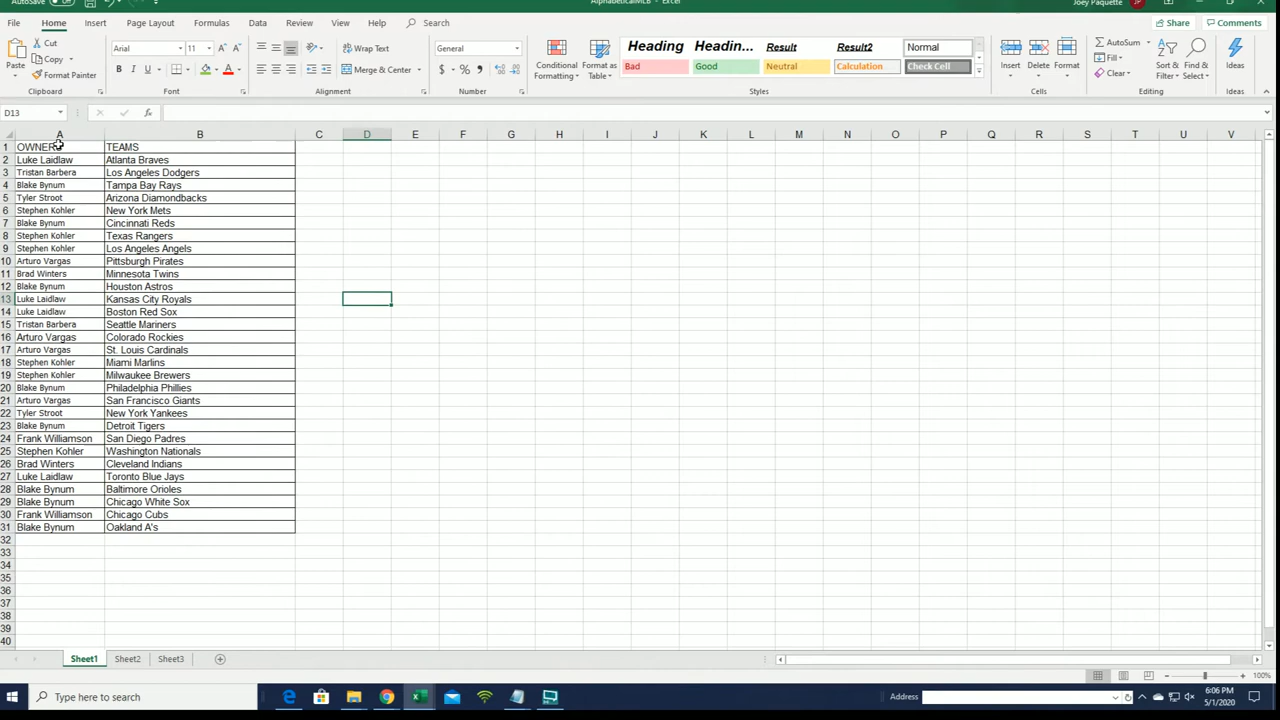 AutoSave AlphabeticalMLB - Excel Joey Paquette JP
File Home Insert Page Layout Formulas Data Review View Help Search Share Comments
Paste Cut Copy Format Painter Clipboard
Arial 11 B I U Font
Wrap Text Merge & Center Alignment
General $ % , Number
Conditional Formatting Format as Table
Heading Headin... Result Result2 Normal
Bad Good Neutral Calculation Check Cell
Styles
Insert Delete Format Cells
AutoSum Fill Clear Sort & Filter Find & Select Editing
Ideas Ideas
D13 fx
A B C D E F G H I J K L M N O P Q R S T U V
1 OWNER TEAMS
2 Luke Laidlaw Atlanta Braves
3 Tristan Barbera Los Angeles Dodgers
4 Blake Bynum Tampa Bay Rays
5 Tyler Stroot Arizona Diamondbacks
6 Stephen Kohler New York Mets
7 Blake Bynum Cincinnati Reds
8 Stephen Kohler Texas Rangers
9 Stephen Kohler Los Angeles Angels
10 Arturo Vargas Pittsburgh Pirates
11 Brad Winters Minnesota Twins
12 Blake Bynum Houston Astros
13 Luke Laidlaw Kansas City Royals
14 Luke Laidlaw Boston Red Sox
15 Tristan Barbera Seattle Mariners
16 Arturo Vargas Colorado Rockies
17 Arturo Vargas St. Louis Cardinals
18 Stephen Kohler Miami Marlins
19 Stephen Kohler Milwaukee Brewers
20 Blake Bynum Philadelphia Phillies
21 Arturo Vargas San Francisco Giants
22 Tyler Stroot New York Yankees
23 Blake Bynum Detroit Tigers
24 Frank Williamson San Diego Padres
25 Stephen Kohler Washington Nationals
26 Brad Winters Cleveland Indians
27 Luke Laidlaw Toronto Blue Jays
28 Blake Bynum Baltimore Orioles
29 Blake Bynum Chicago White Sox
30 Frank Williamson Chicago Cubs
31 Blake Bynum Oakland A's
32
33
34
35
36
37
38
39
40
Sheet1 Sheet2 Sheet3
100%
Type here to search Address 6:06 PM
5/1/2020